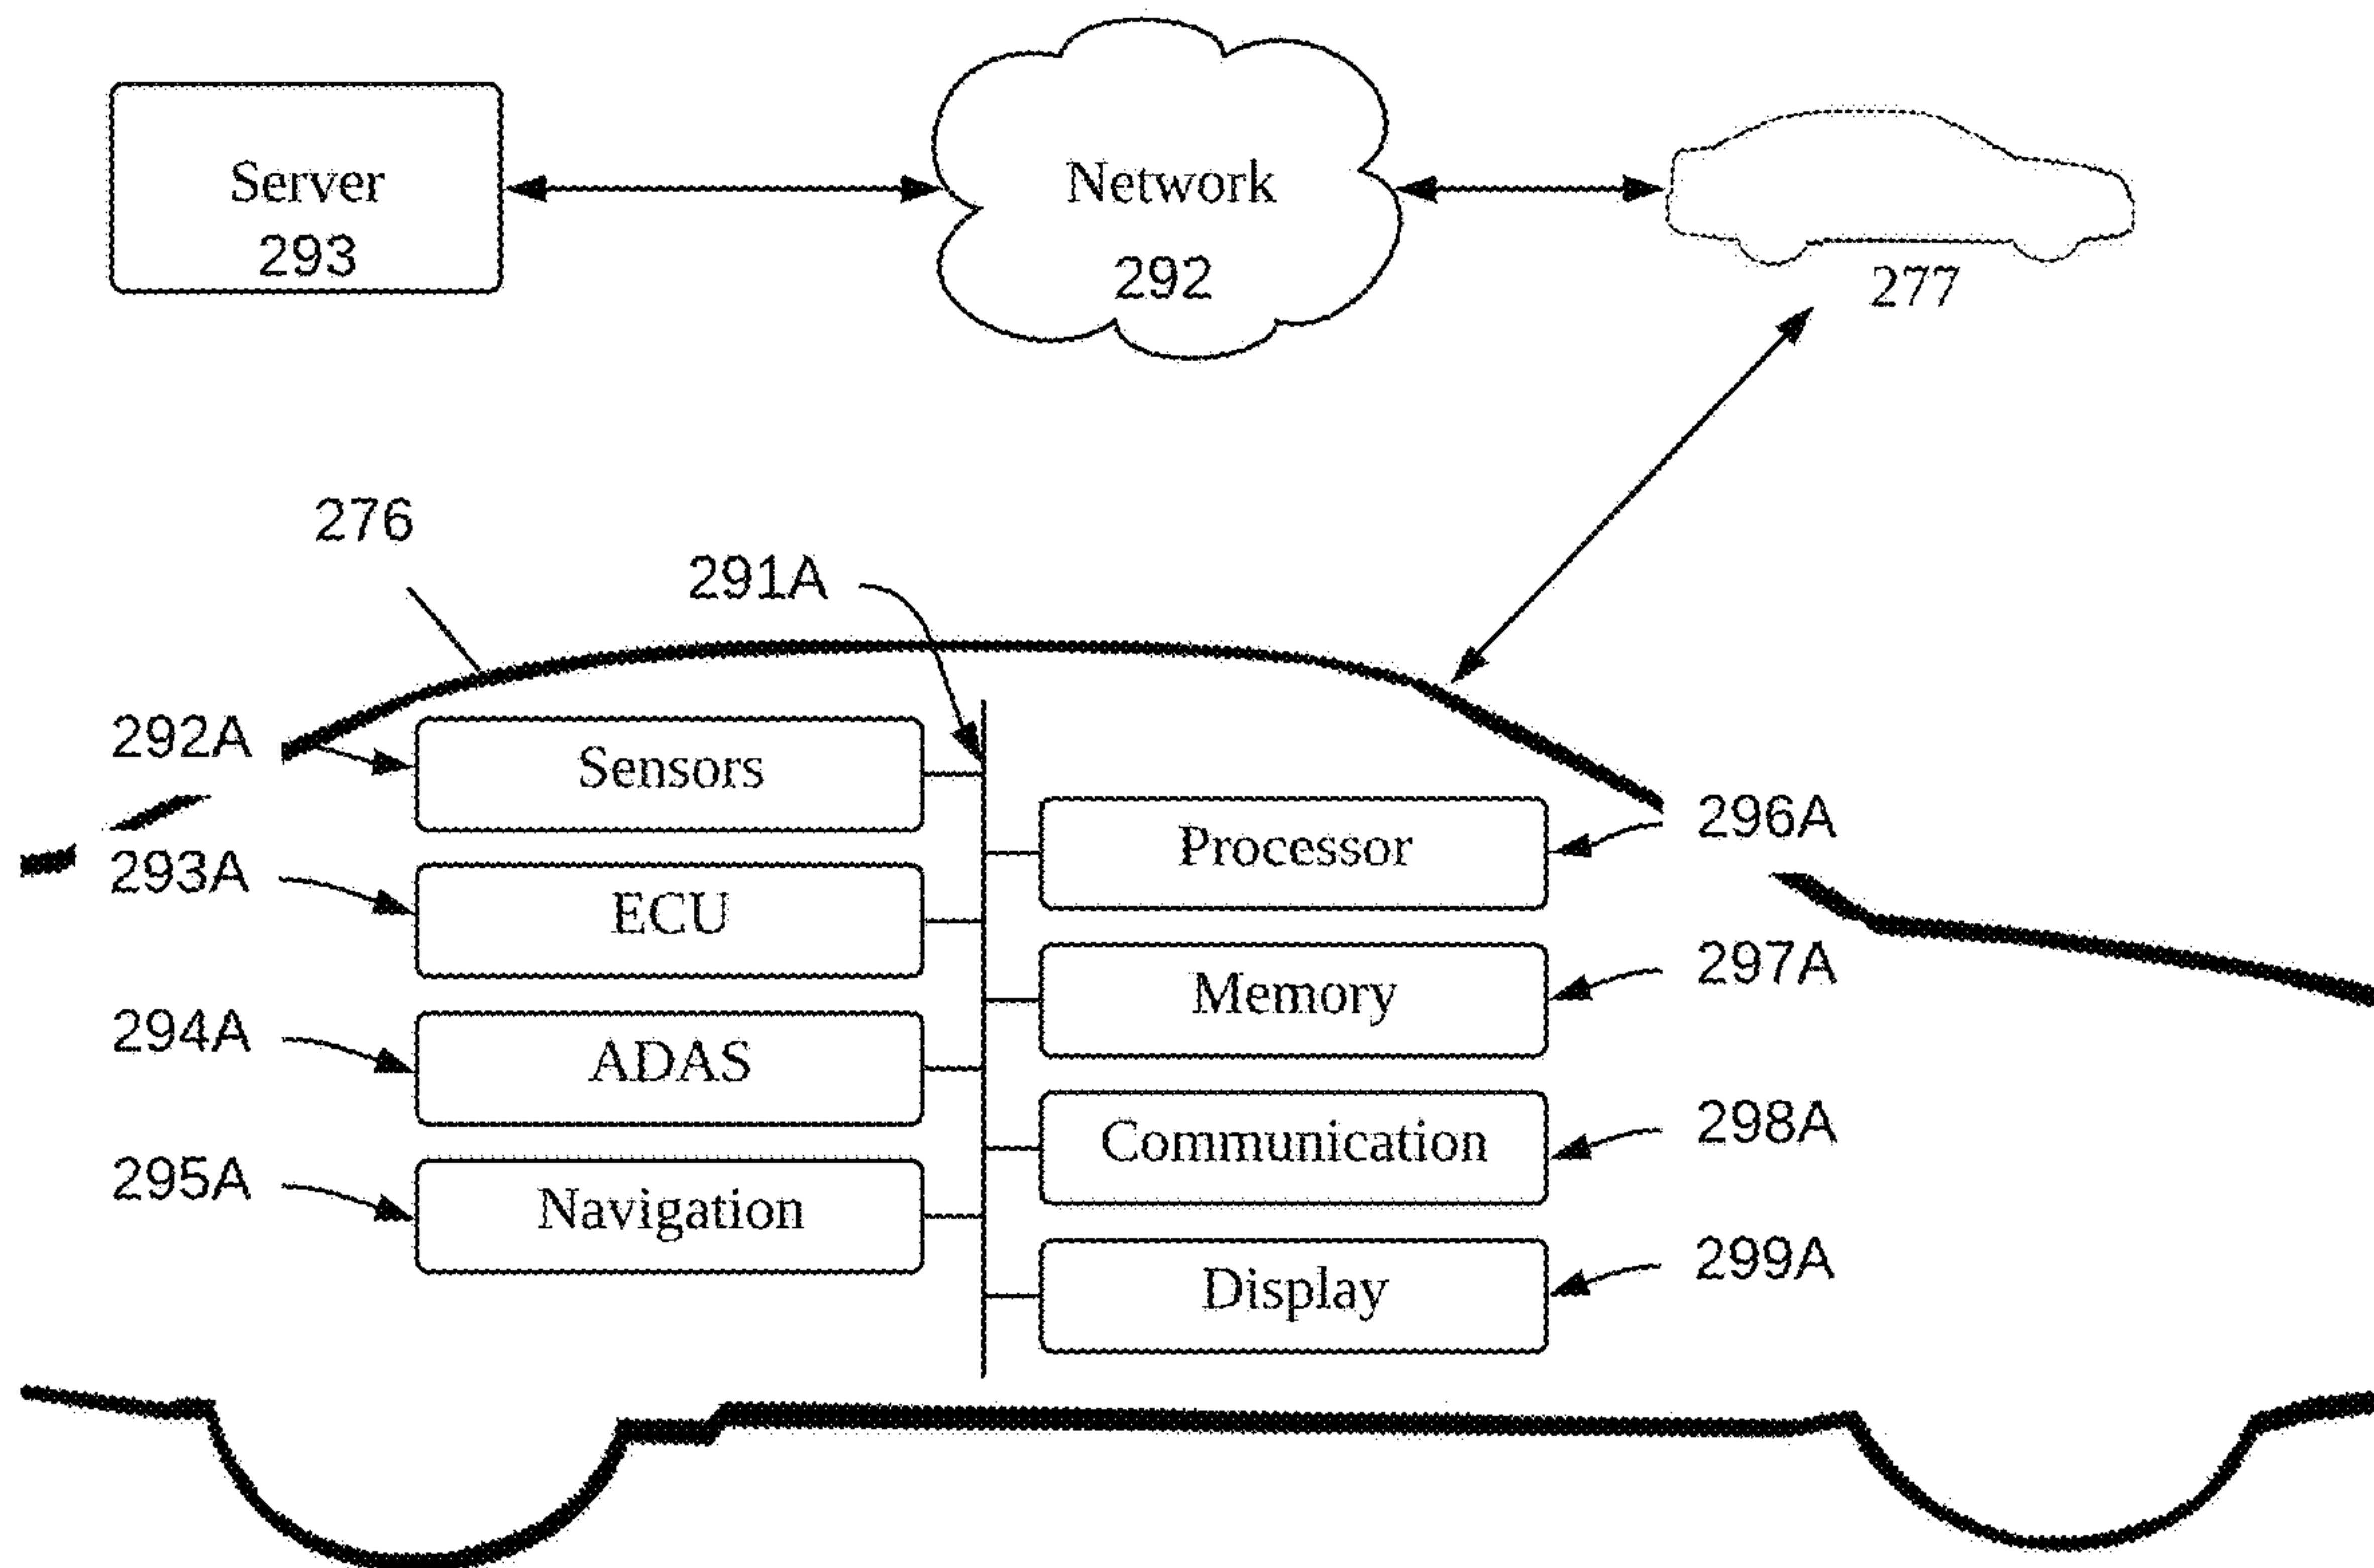 Server
293
Network
292
277
276
291A
292A
Sensors
296A
Processor
293A
ECU
297A
Memory
294A
ADAS
298A
Communication
295A
Navigation
299A
Display